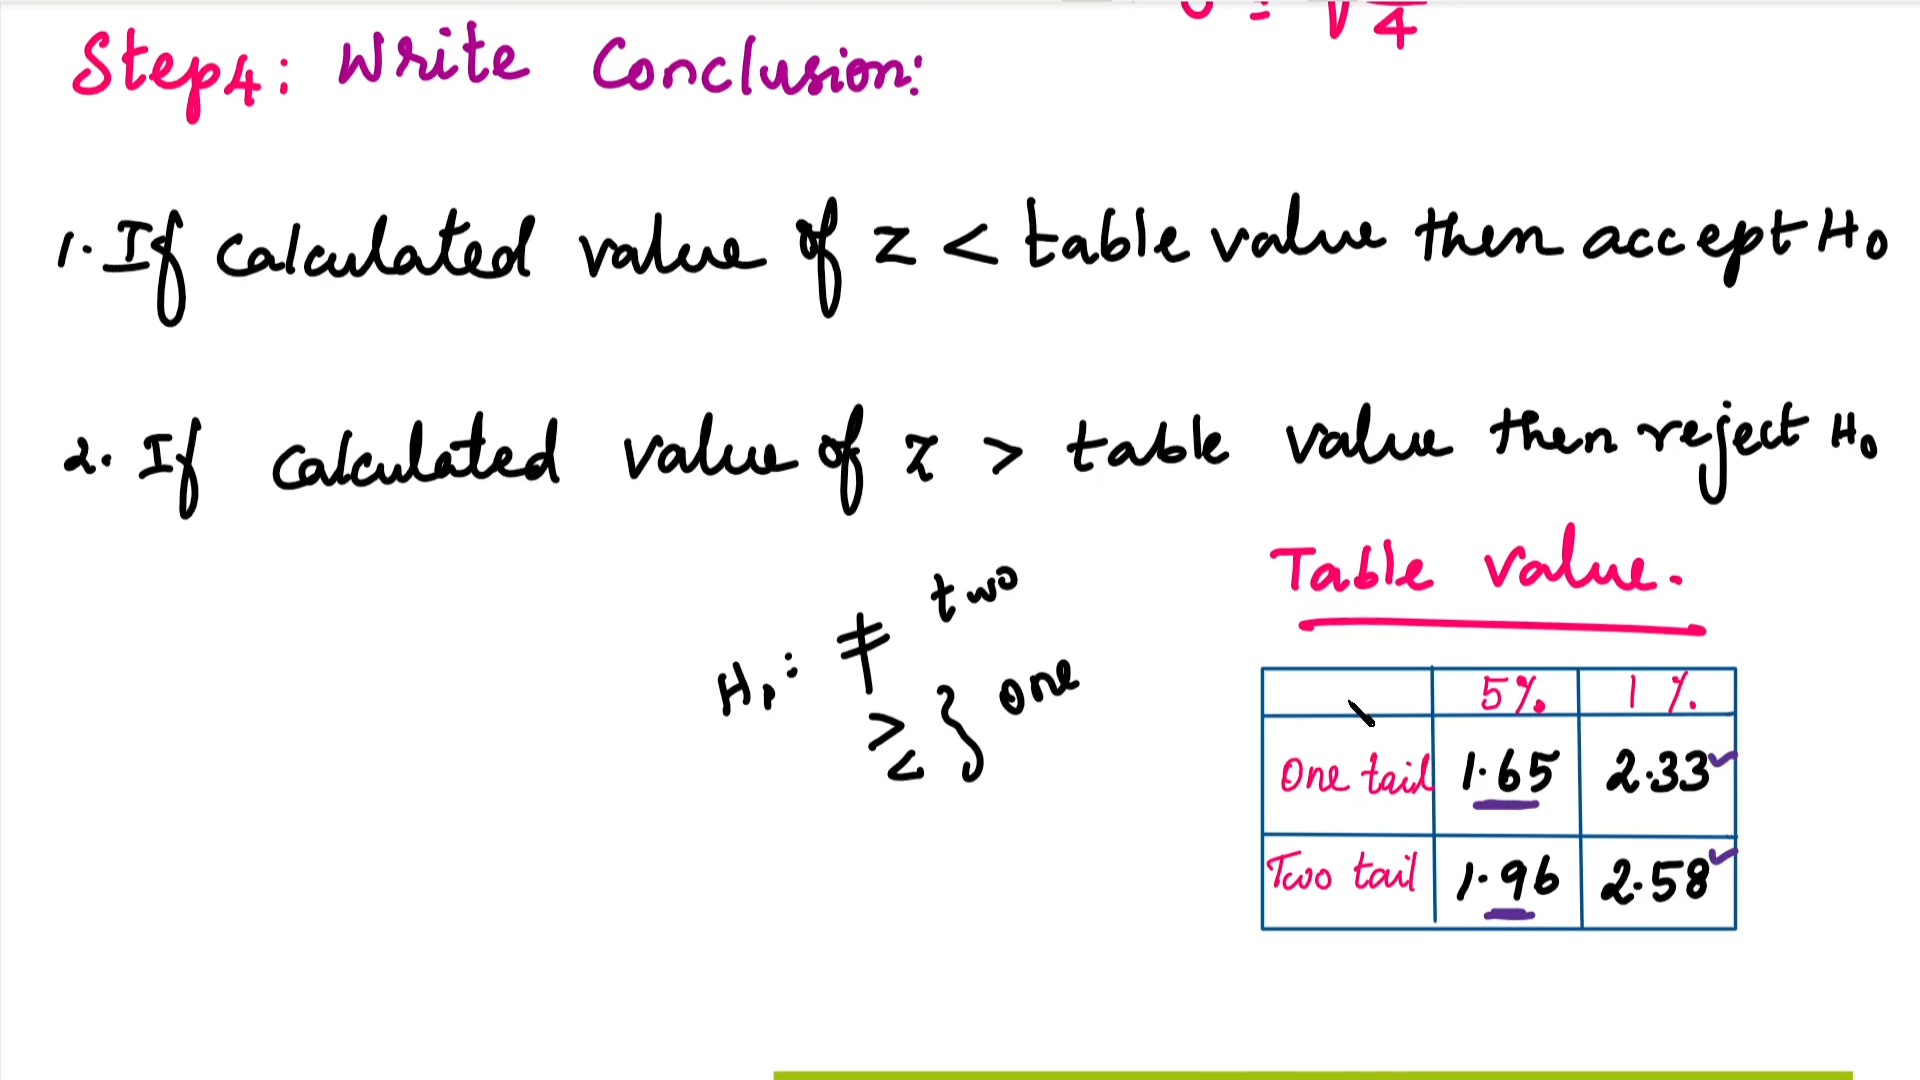 σ = √4
Step4: Write Conclusion:
1. If calculated value of z < table value then accept H₀
2. If calculated value of z > table value then reject H₀
Table value.
H₁: ≠ two
> < } one
5% 1%
One tail 1.65 2.33
Two tail 1.96 2.58